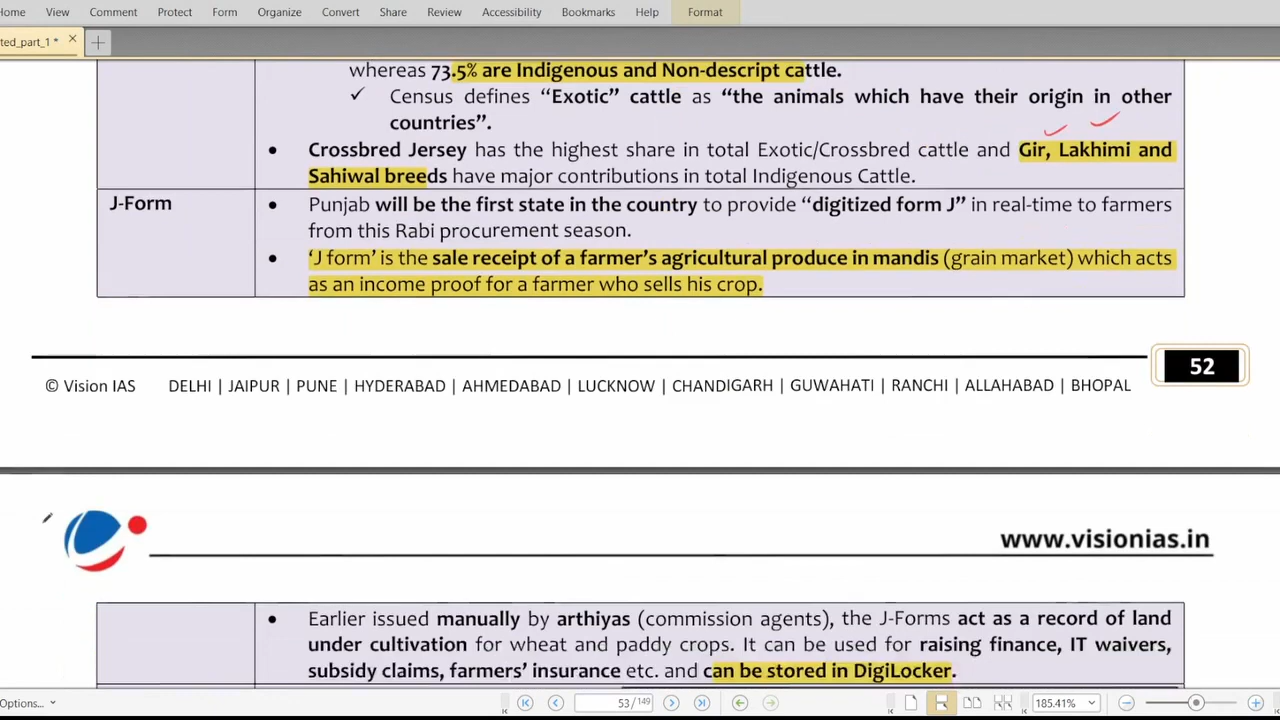 Home View Comment Protect Form Organize Convert Share Review Accessibility Bookmarks Help Format
ted_part_1 *
whereas 73.5% are Indigenous and Non-descript cattle.
✓ Census defines “Exotic” cattle as “the animals which have their origin in other
countries”.
• Crossbred Jersey has the highest share in total Exotic/Crossbred cattle and Gir, Lakhimi and
Sahiwal breeds have major contributions in total Indigenous Cattle.
J-Form
• Punjab will be the first state in the country to provide “digitized form J” in real-time to farmers
from this Rabi procurement season.
• ‘J form’ is the sale receipt of a farmer’s agricultural produce in mandis (grain market) which acts
as an income proof for a farmer who sells his crop.
52
© Vision IAS DELHI | JAIPUR | PUNE | HYDERABAD | AHMEDABAD | LUCKNOW | CHANDIGARH | GUWAHATI | RANCHI | ALLAHABAD | BHOPAL
www.visionias.in
• Earlier issued manually by arthiyas (commission agents), the J-Forms act as a record of land
under cultivation for wheat and paddy crops. It can be used for raising finance, IT waivers,
subsidy claims, farmers’ insurance etc. and can be stored in DigiLocker.
Options... 53/149 185.41%